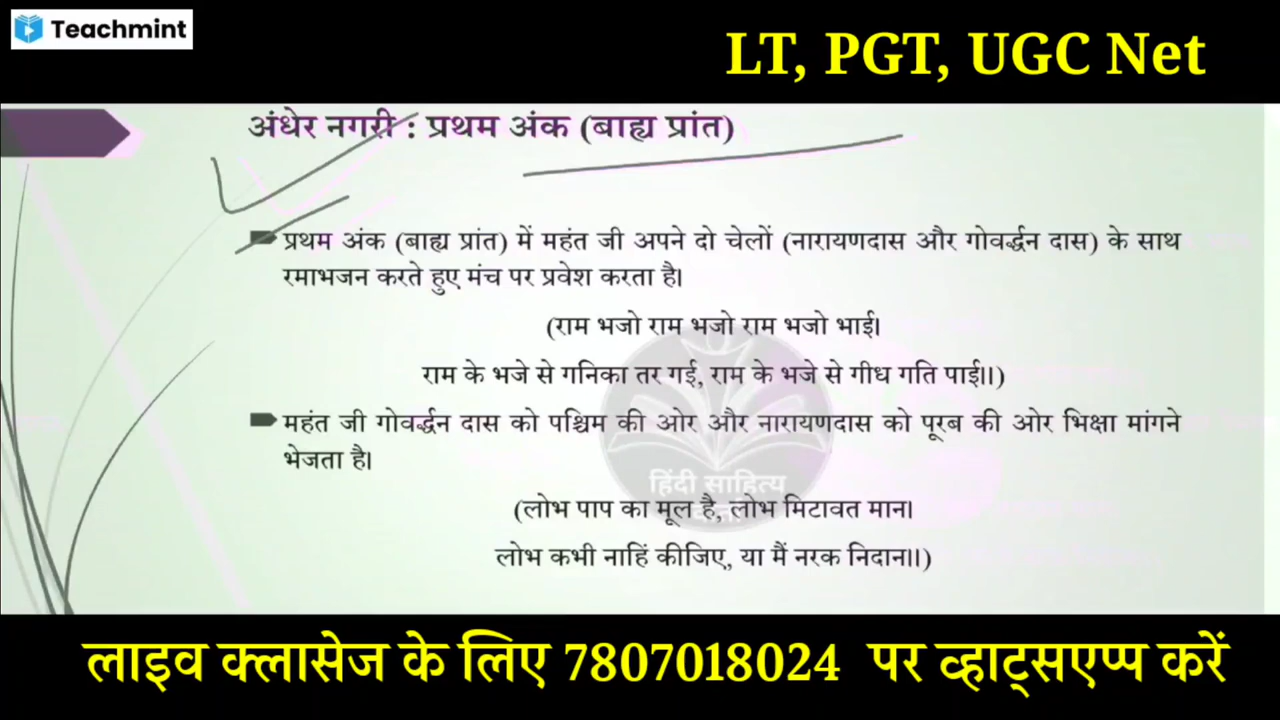 Teachmint
LT, PGT, UGC Net
अंधेर नगरी : प्रथम अंक (बाह्य प्रांत)
प्रथम अंक (बाह्य प्रांत) में महंत जी अपने दो चेलों (नारायणदास और गोवर्द्धन दास) के साथ
रमाभजन करते हुए मंच पर प्रवेश करता है।
(राम भजो राम भजो राम भजो भाई।
राम के भजे से गनिका तर गई, राम के भजे से गीध गति पाई।।)
महंत जी गोवर्द्धन दास को पश्चिम की ओर और नारायणदास को पूरब की ओर भिक्षा मांगने
भेजता है।
हिंदी साहित्य
(लोभ पाप का मूल है, लोभ मिटावत मान।
लोभ कभी नाहिं कीजिए, या मैं नरक निदान।।)
लाइव क्लासेज के लिए 7807018024 पर व्हाट्सएप्प करें